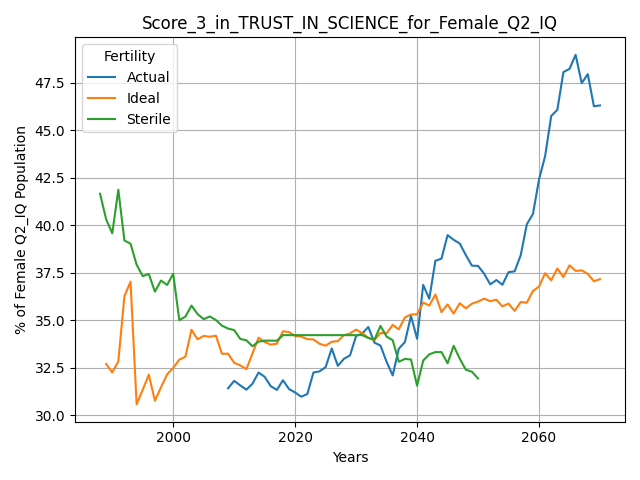 Score_3_in_TRUST_IN_SCIENCE_for_Female_Q2_IQ
Fertility
Actual
Ideal
Sterile
% of Female Q2_IQ Population
47.5
45.0
42.5
40.0
37.5
35.0
32.5
30.0
2000
2020
2040
2060
Years